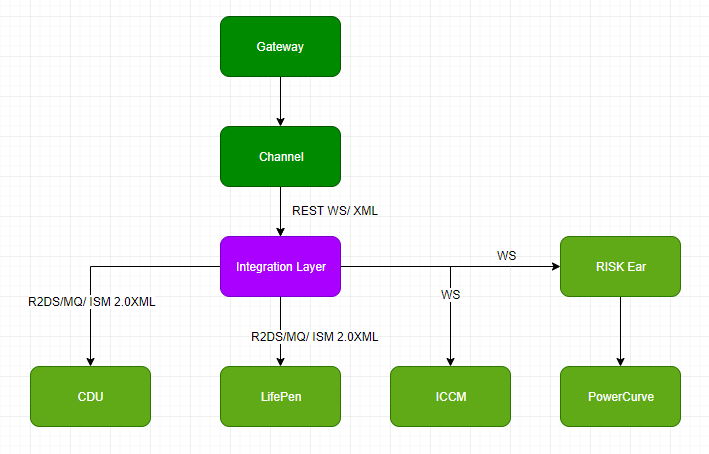 Gateway
Channel
REST WS/ XML
Integration Layer
WS
RISK Ear
R2DS/MQ/ ISM 2.0XML
WS
R2DS/MQ/ ISM 2.0XML
CDU
LifePen
ICCM
PowerCurve